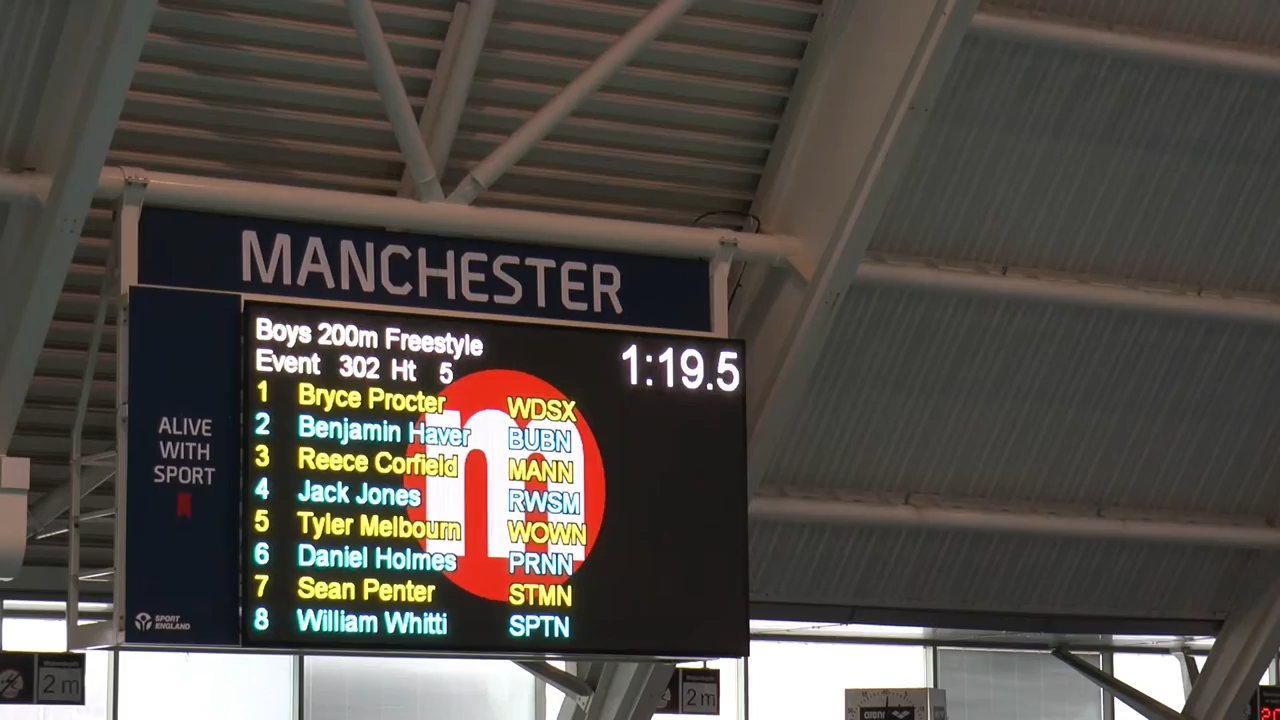 MANCHESTER
ALIVE
WITH
SPORT
SPORT
ENGLAND
Boys 200m Freestyle
1:19.5
Event 302 Ht 5
1 Bryce Procter WDSX
2 Benjamin Haver BUBN
3 Reece Corfield MANN
4 Jack Jones RWSM
5 Tyler Melbourn WOWN
6 Daniel Holmes PRNN
7 Sean Penter STMN
8 William Whitti SPTN
m
2m
2m
arena